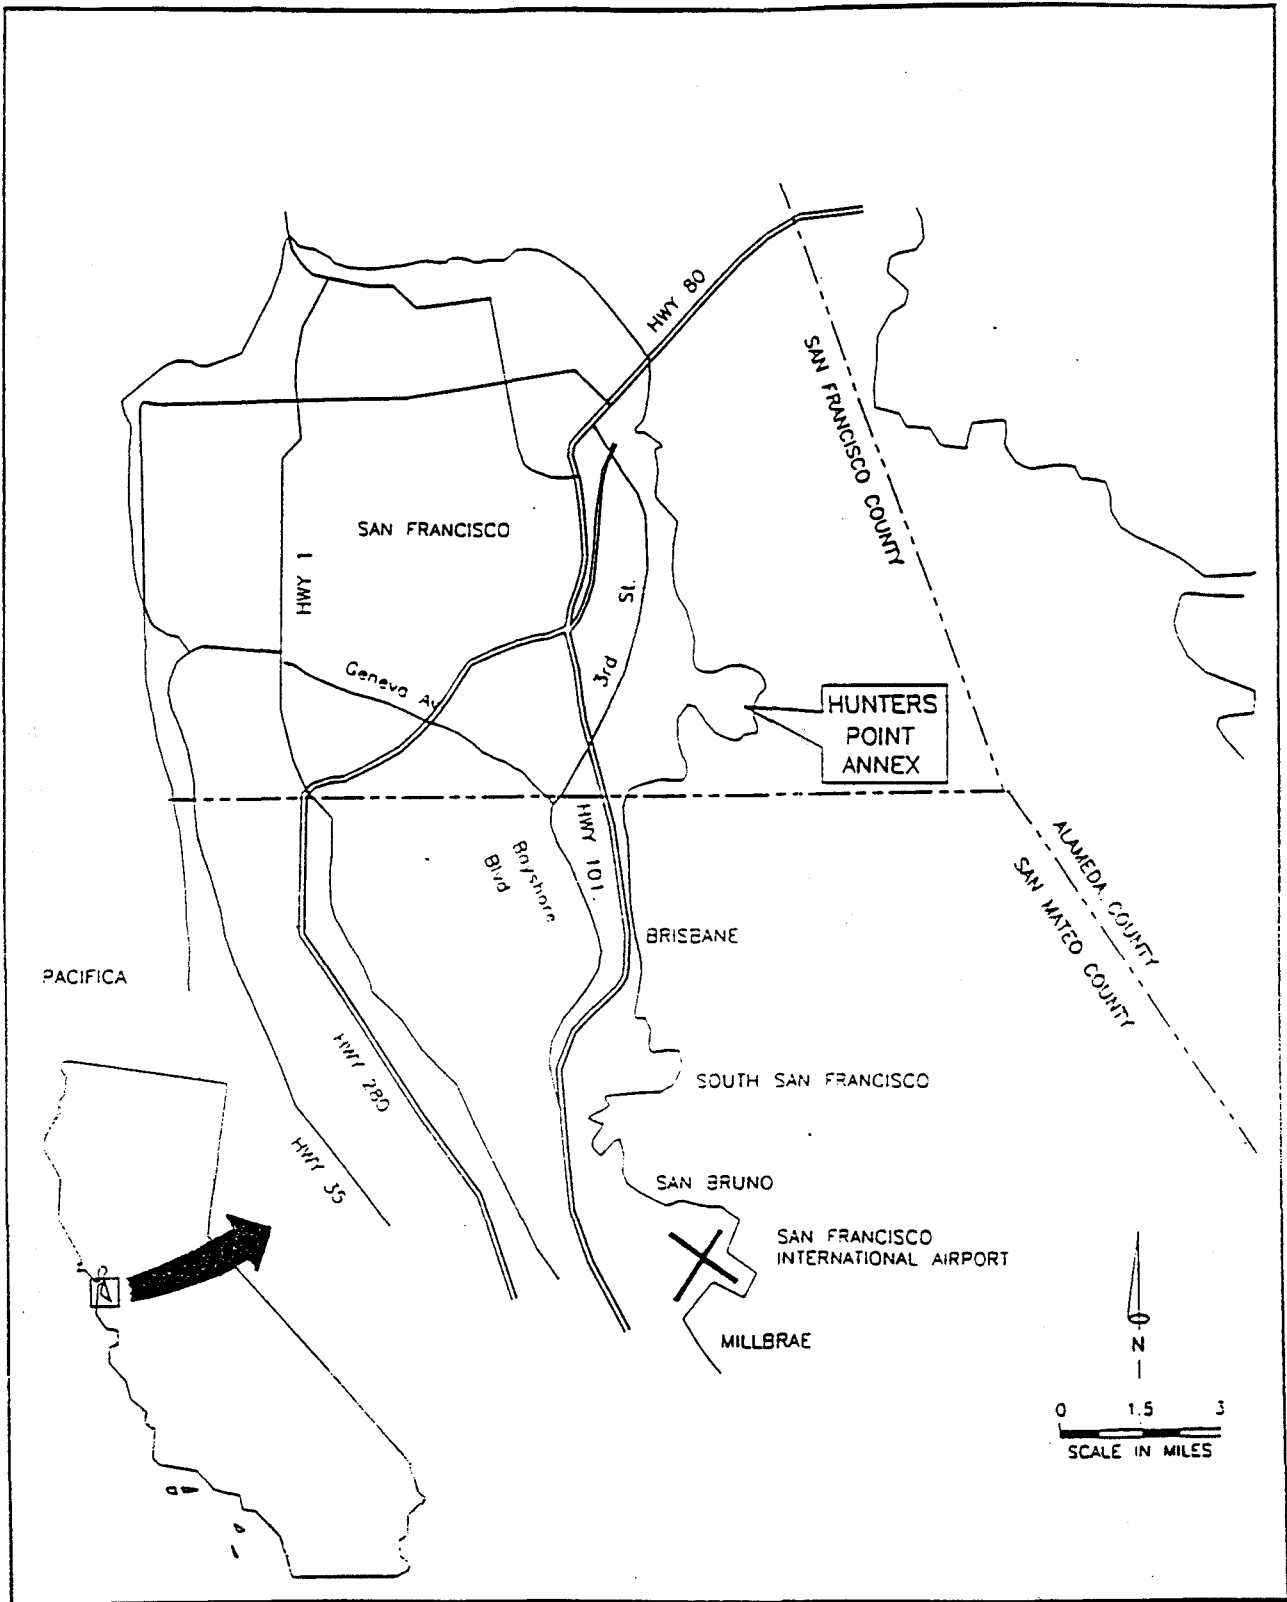 HWY 80
SAN FRANCISCO COUNTY
SAN FRANCISCO
HWY 1
St.
3rd
Geneva Av
HUNTERS
POINT
ANNEX
HWY 101
Bayshore
Blvd
ALAMEDA COUNTY
SAN MATEO COUNTY
BRISBANE
PACIFICA
HWY 280
SOUTH SAN FRANCISCO
HWY 35
SAN BRUNO
SAN FRANCISCO
INTERNATIONAL AIRPORT
MILLBRAE
N
0 1.5 3
SCALE IN MILES